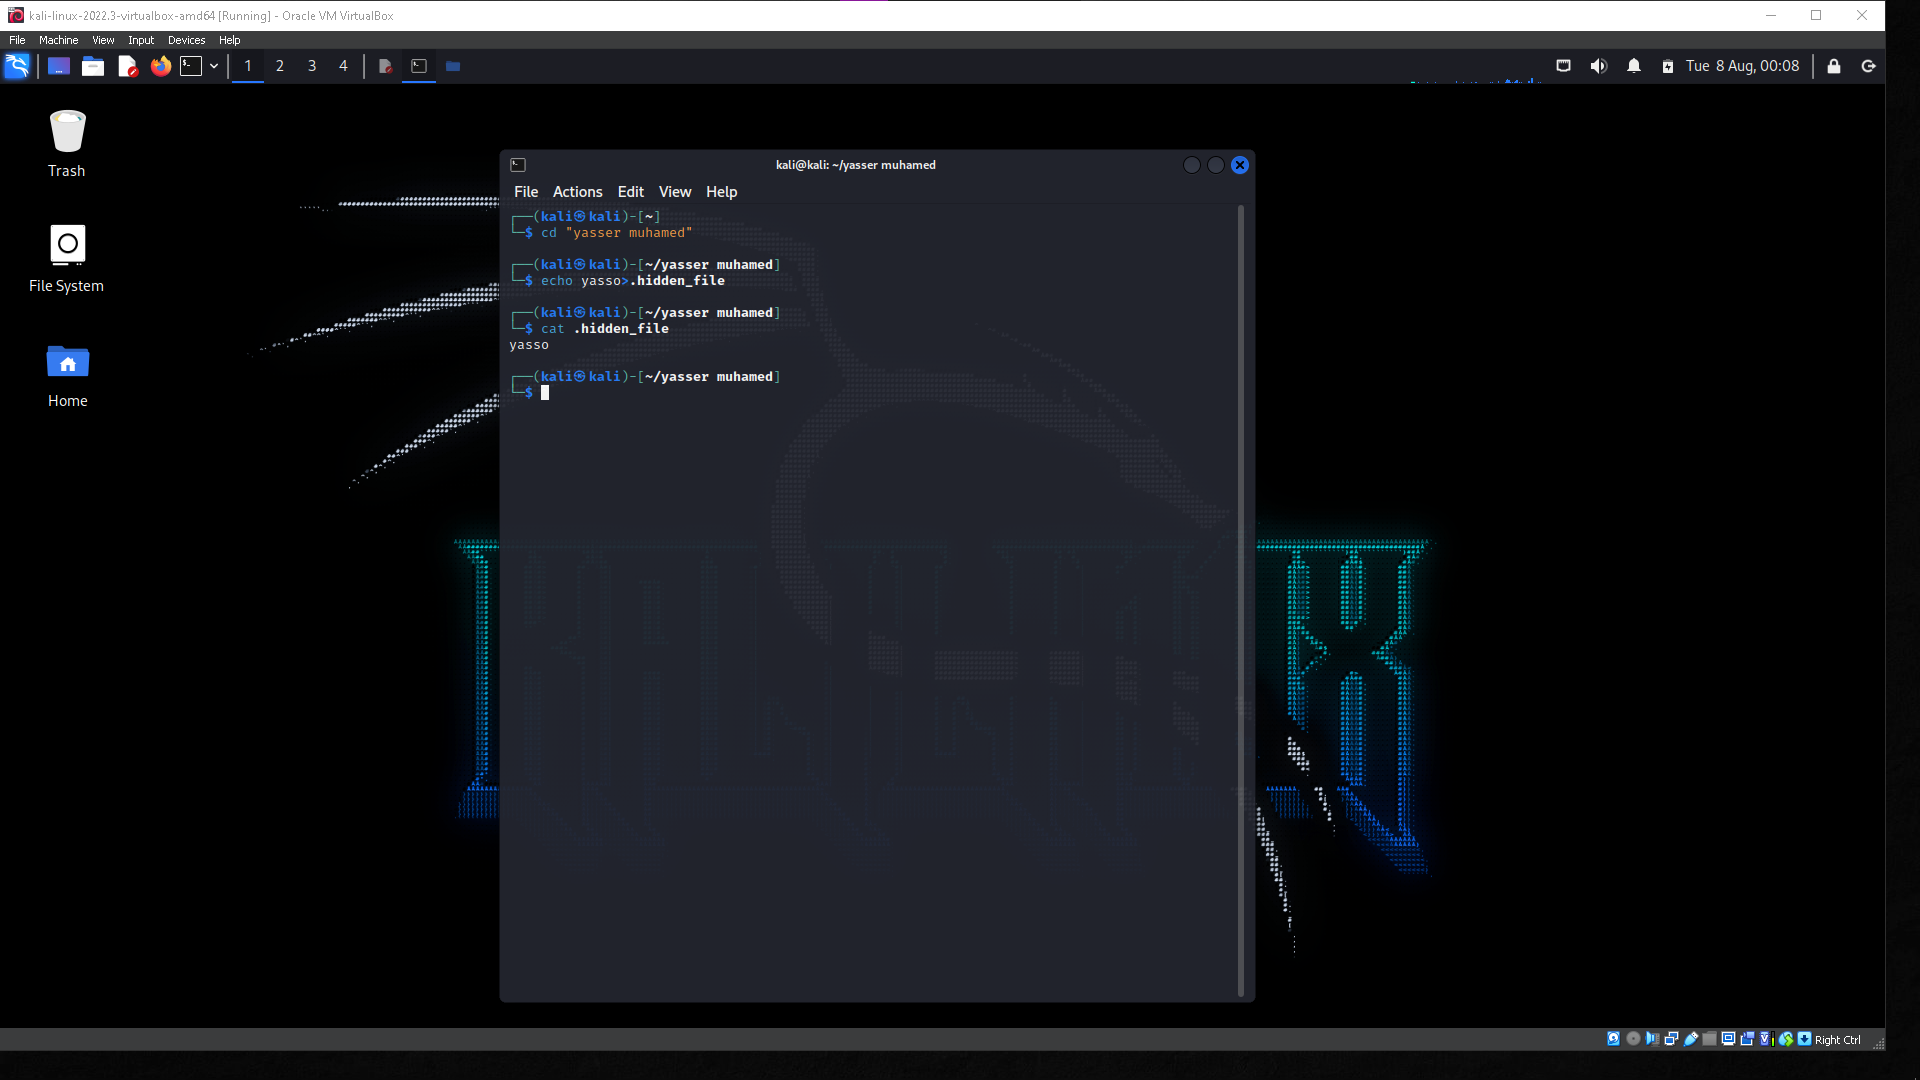 kali-linux-2022.3-virtualbox-amd64 [Running] - Oracle VM VirtualBox
File Machine View Input Devices Help
1 2 3 4
Tue 8 Aug, 00:08
Trash
File System
Home
kali@kali: ~/yasser muhamed
File Actions Edit View Help
┌──(kali㉿kali)-[~]
└─$ cd "yasser muhamed"
┌──(kali㉿kali)-[~/yasser muhamed]
└─$ echo yasso>.hidden_file
┌──(kali㉿kali)-[~/yasser muhamed]
└─$ cat .hidden_file
yasso
┌──(kali㉿kali)-[~/yasser muhamed]
└─$
Right Ctrl